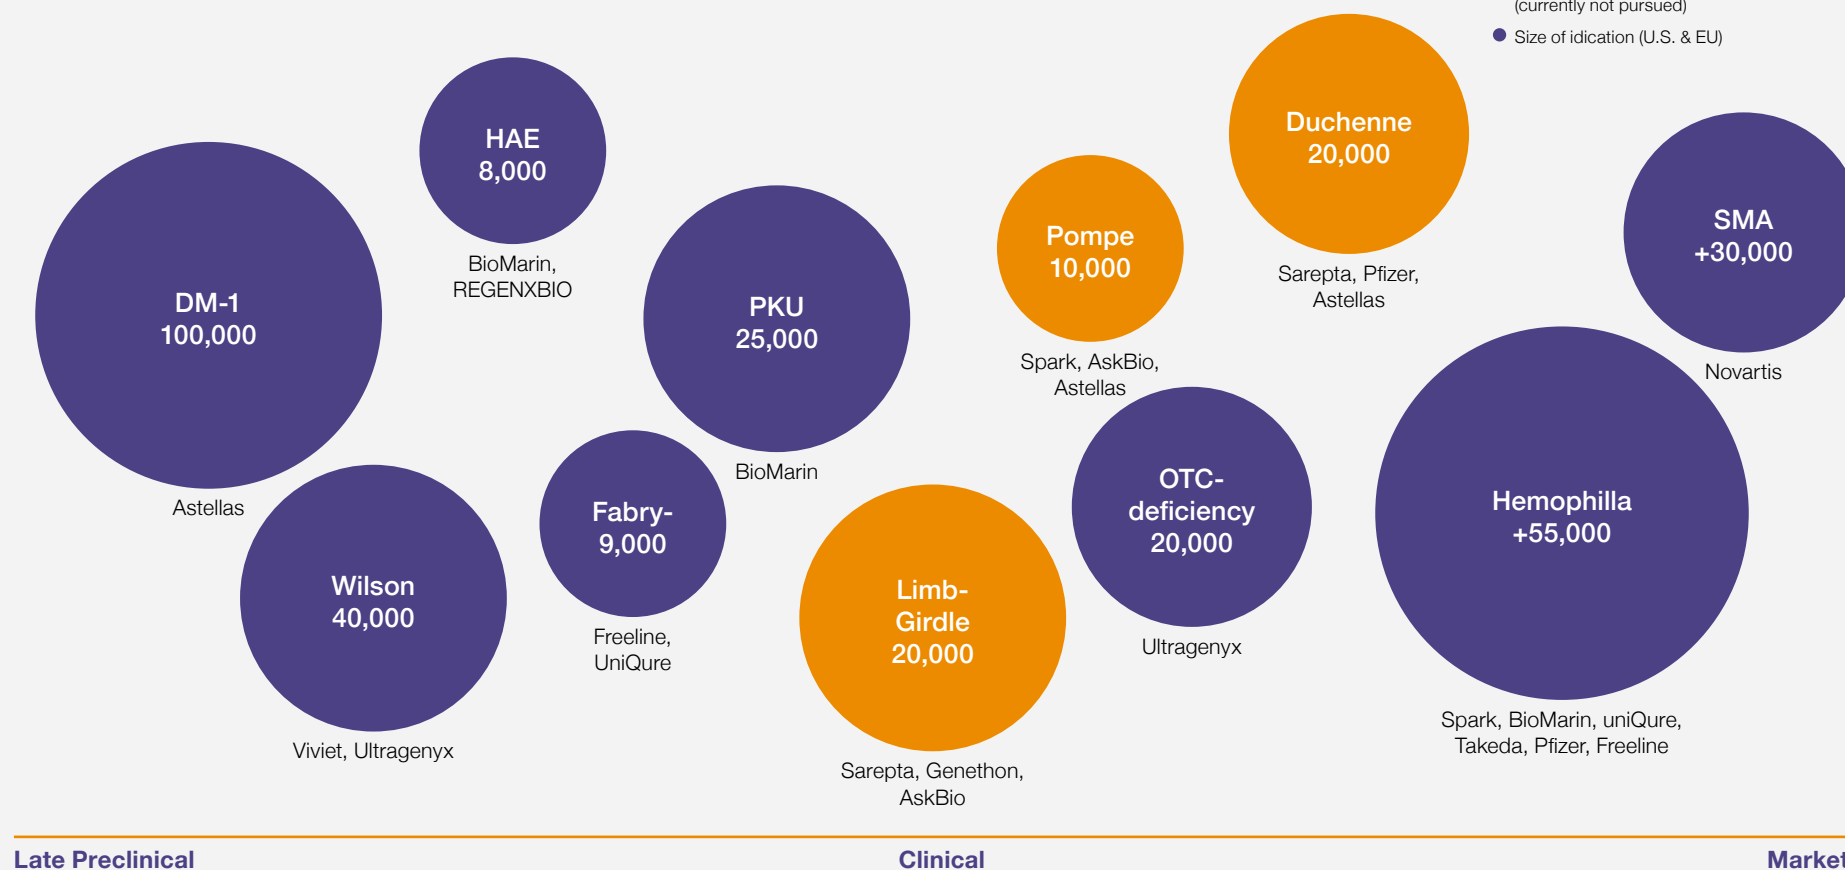 (currently not pursued)
Size of idication (U.S. & EU)
HAE
8,000
BioMarin,
REGENXBIO
DM-1
100,000
Astellas
Wilson
40,000
Viviet, Ultragenyx
PKU
25,000
BioMarin
Fabry-
9,000
Freeline,
UniQure
Limb-
Girdle
20,000
Sarepta, Genethon,
AskBio
Pompe
10,000
Spark, AskBio,
Astellas
Duchenne
20,000
Sarepta, Pfizer,
Astellas
OTC-
deficiency
20,000
Ultragenyx
SMA
+30,000
Novartis
Hemophilla
+55,000
Spark, BioMarin, uniQure,
Takeda, Pfizer, Freeline
Late Preclinical
Clinical
Market